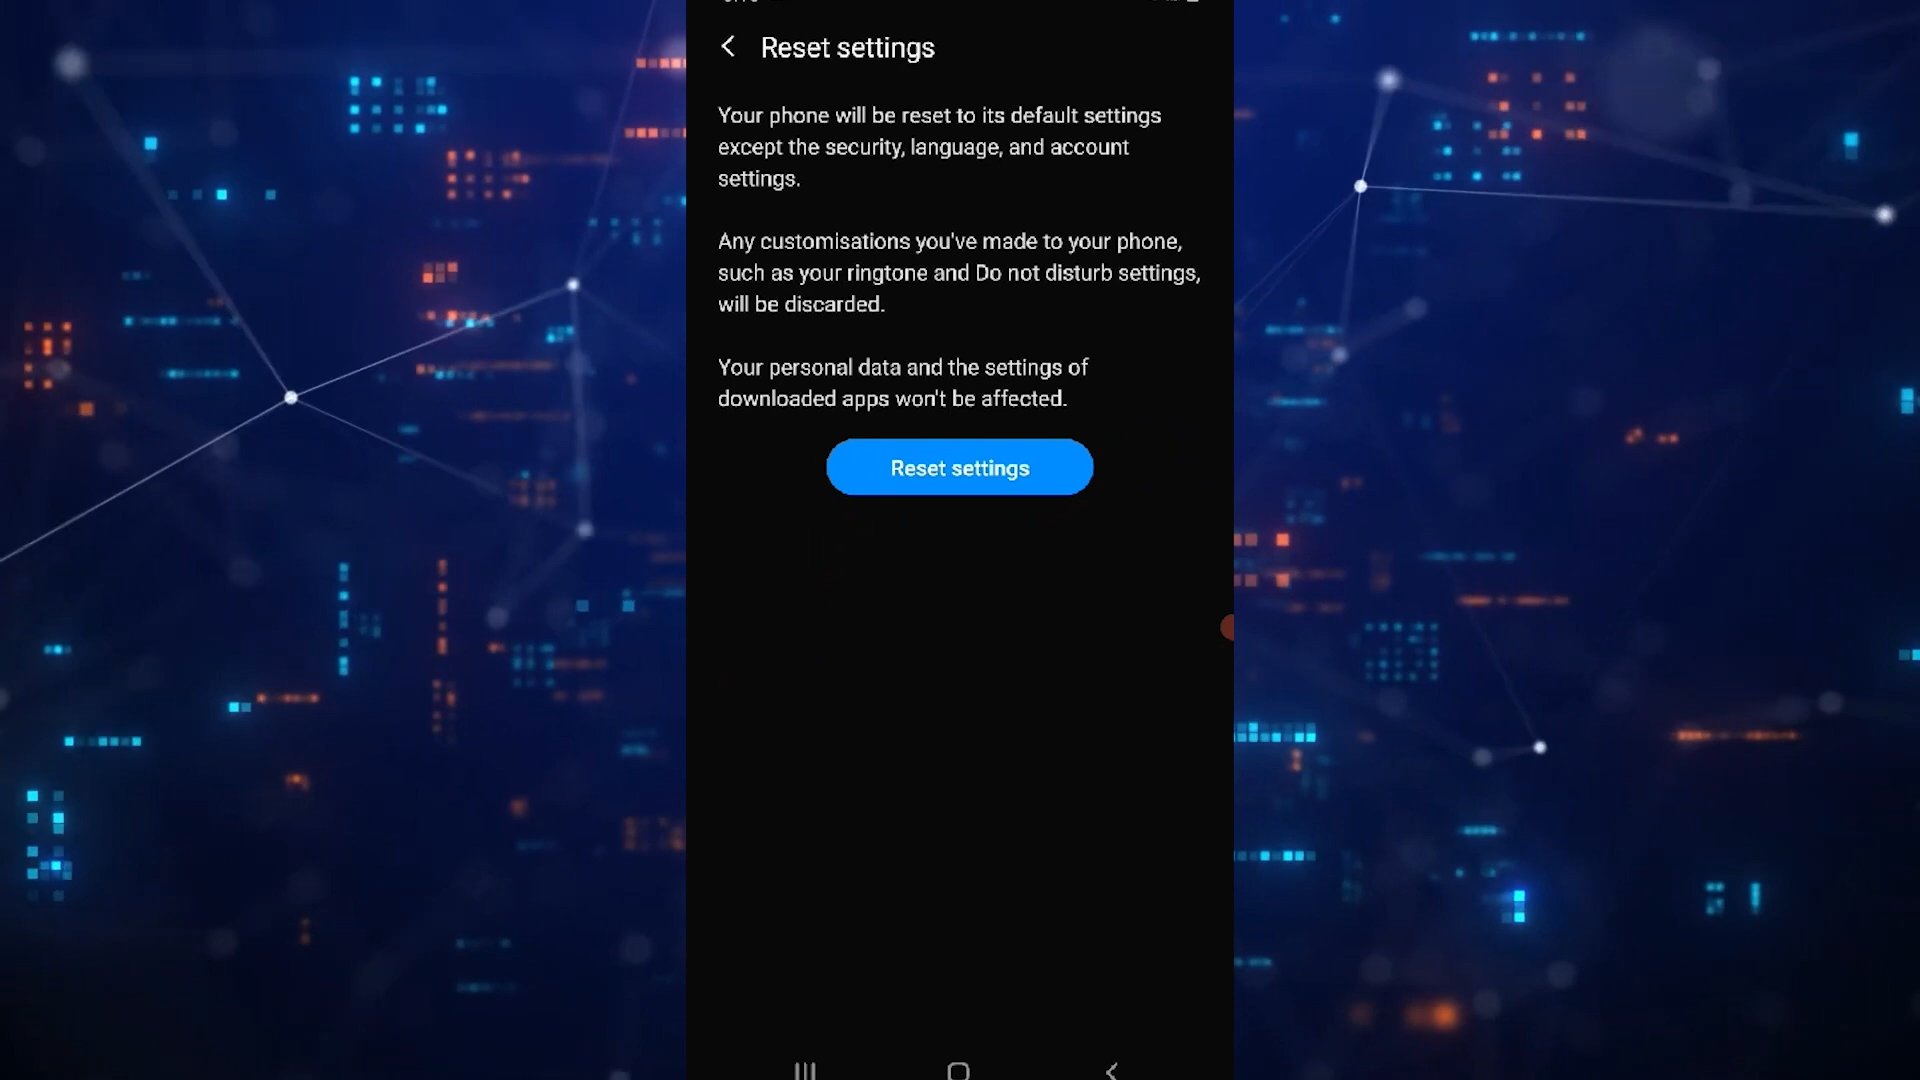 Reset settings
Your phone will be reset to its default settings
except the security, language, and account
settings.
Any customisations you've made to your phone,
such as your ringtone and Do not disturb settings,
will be discarded.
Your personal data and the settings of
downloaded apps won't be affected.
Reset settings